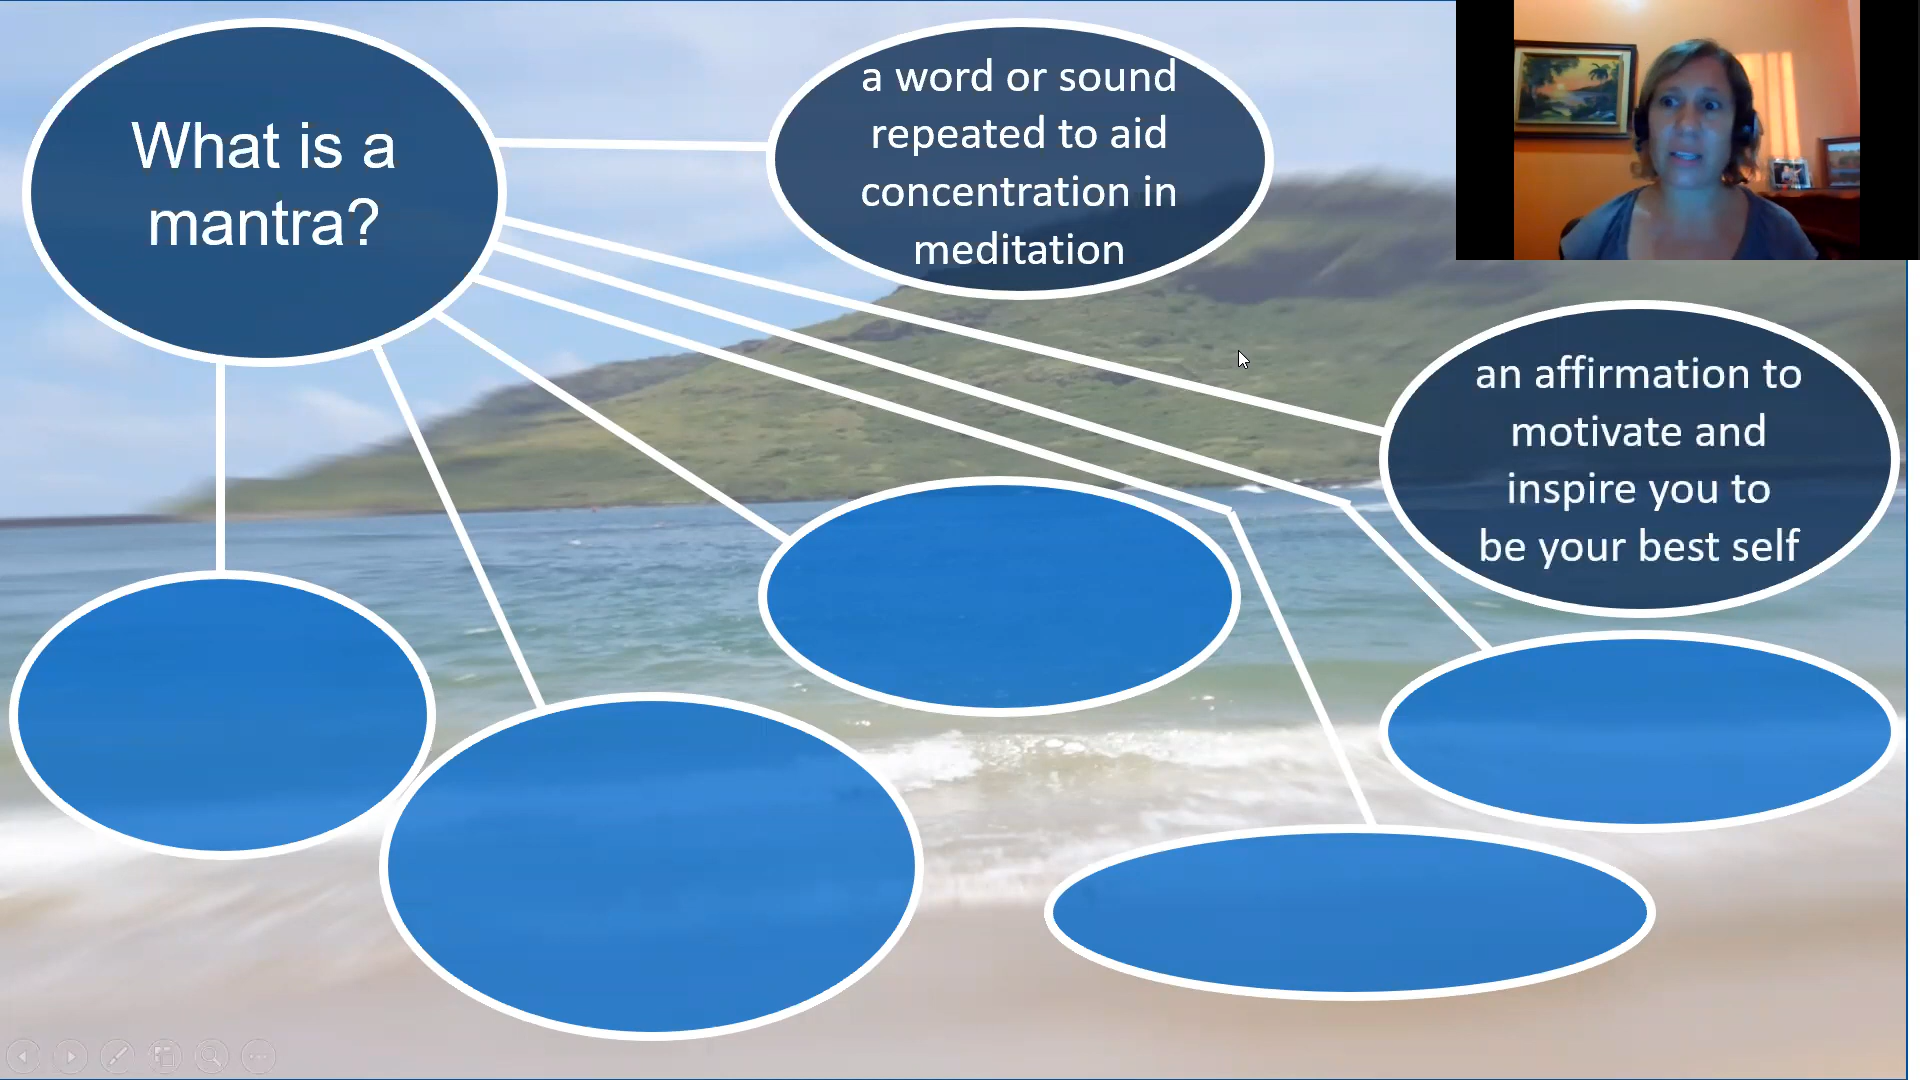 What is a
mantra?
a word or sound
repeated to aid
concentration in
meditation
an affirmation to
motivate and
inspire you to
be your best self